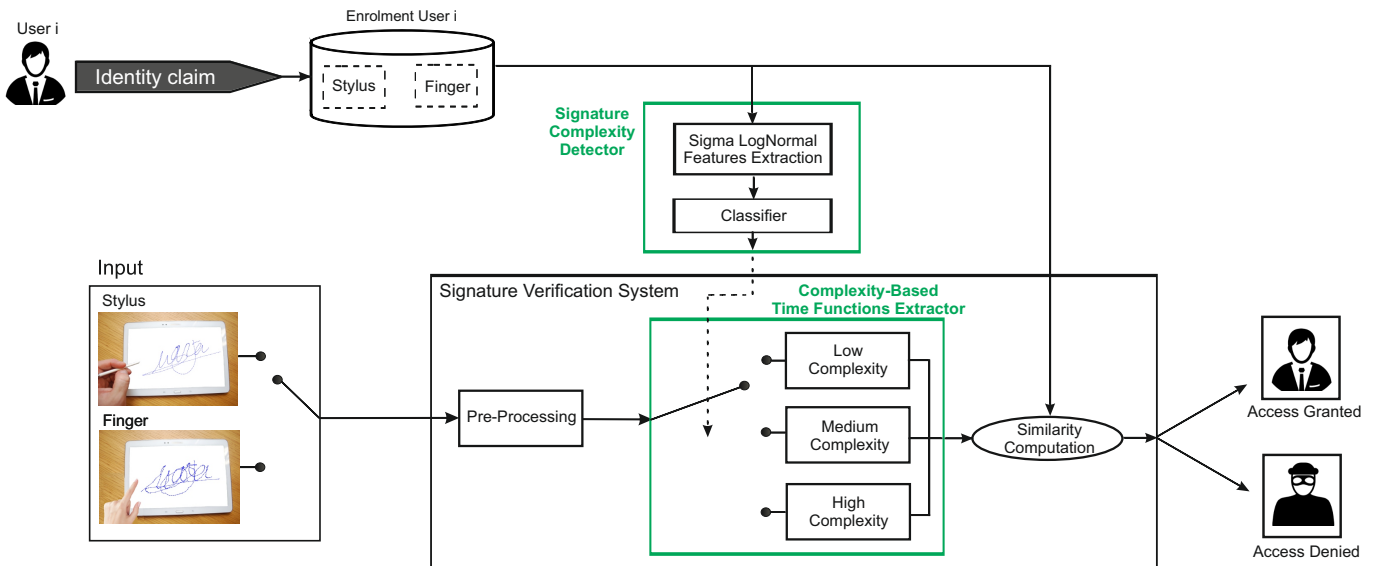 Enrolment User i
User i
Identity claim
Stylus
Finger
Signature
Complexity
Detector
Sigma LogNormal
Features Extraction
Classifier
Input
Stylus
Finger
Signature Verification System
Complexity-Based
Time Functions Extractor
Pre-Processing
Low
Complexity
Medium
Complexity
High
Complexity
Similarity
Computation
Access Granted
Access Denied